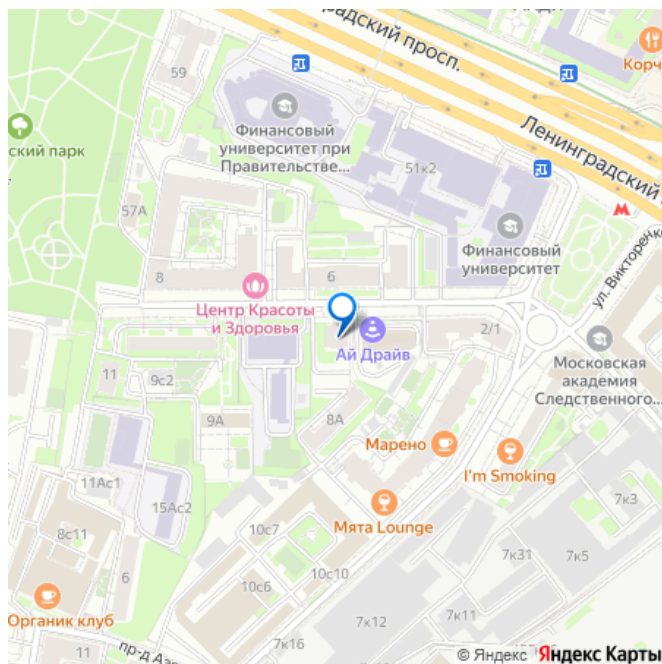 градский просп.
Корч
59
Финансовый
университет при
Правительстве...
51к2
Ленинградский
ский парк
57А
Финансовый
университет
ул. Викторенко
8
6
Центр Красоты
и Здоровья
Ай Драйв
2/1
Московская
академия
Следственного...
11
9с2
9А
8А
Марено
I'm Smoking
11Ас1
15Ас2
7к3
8с11
10с7
Мята Lounge
7к31
7к5
6
10с6
10с10
Органик клуб
7к12
7к11
11
пр-д Аэр
7к16
© Яндекс Яндекс Карты